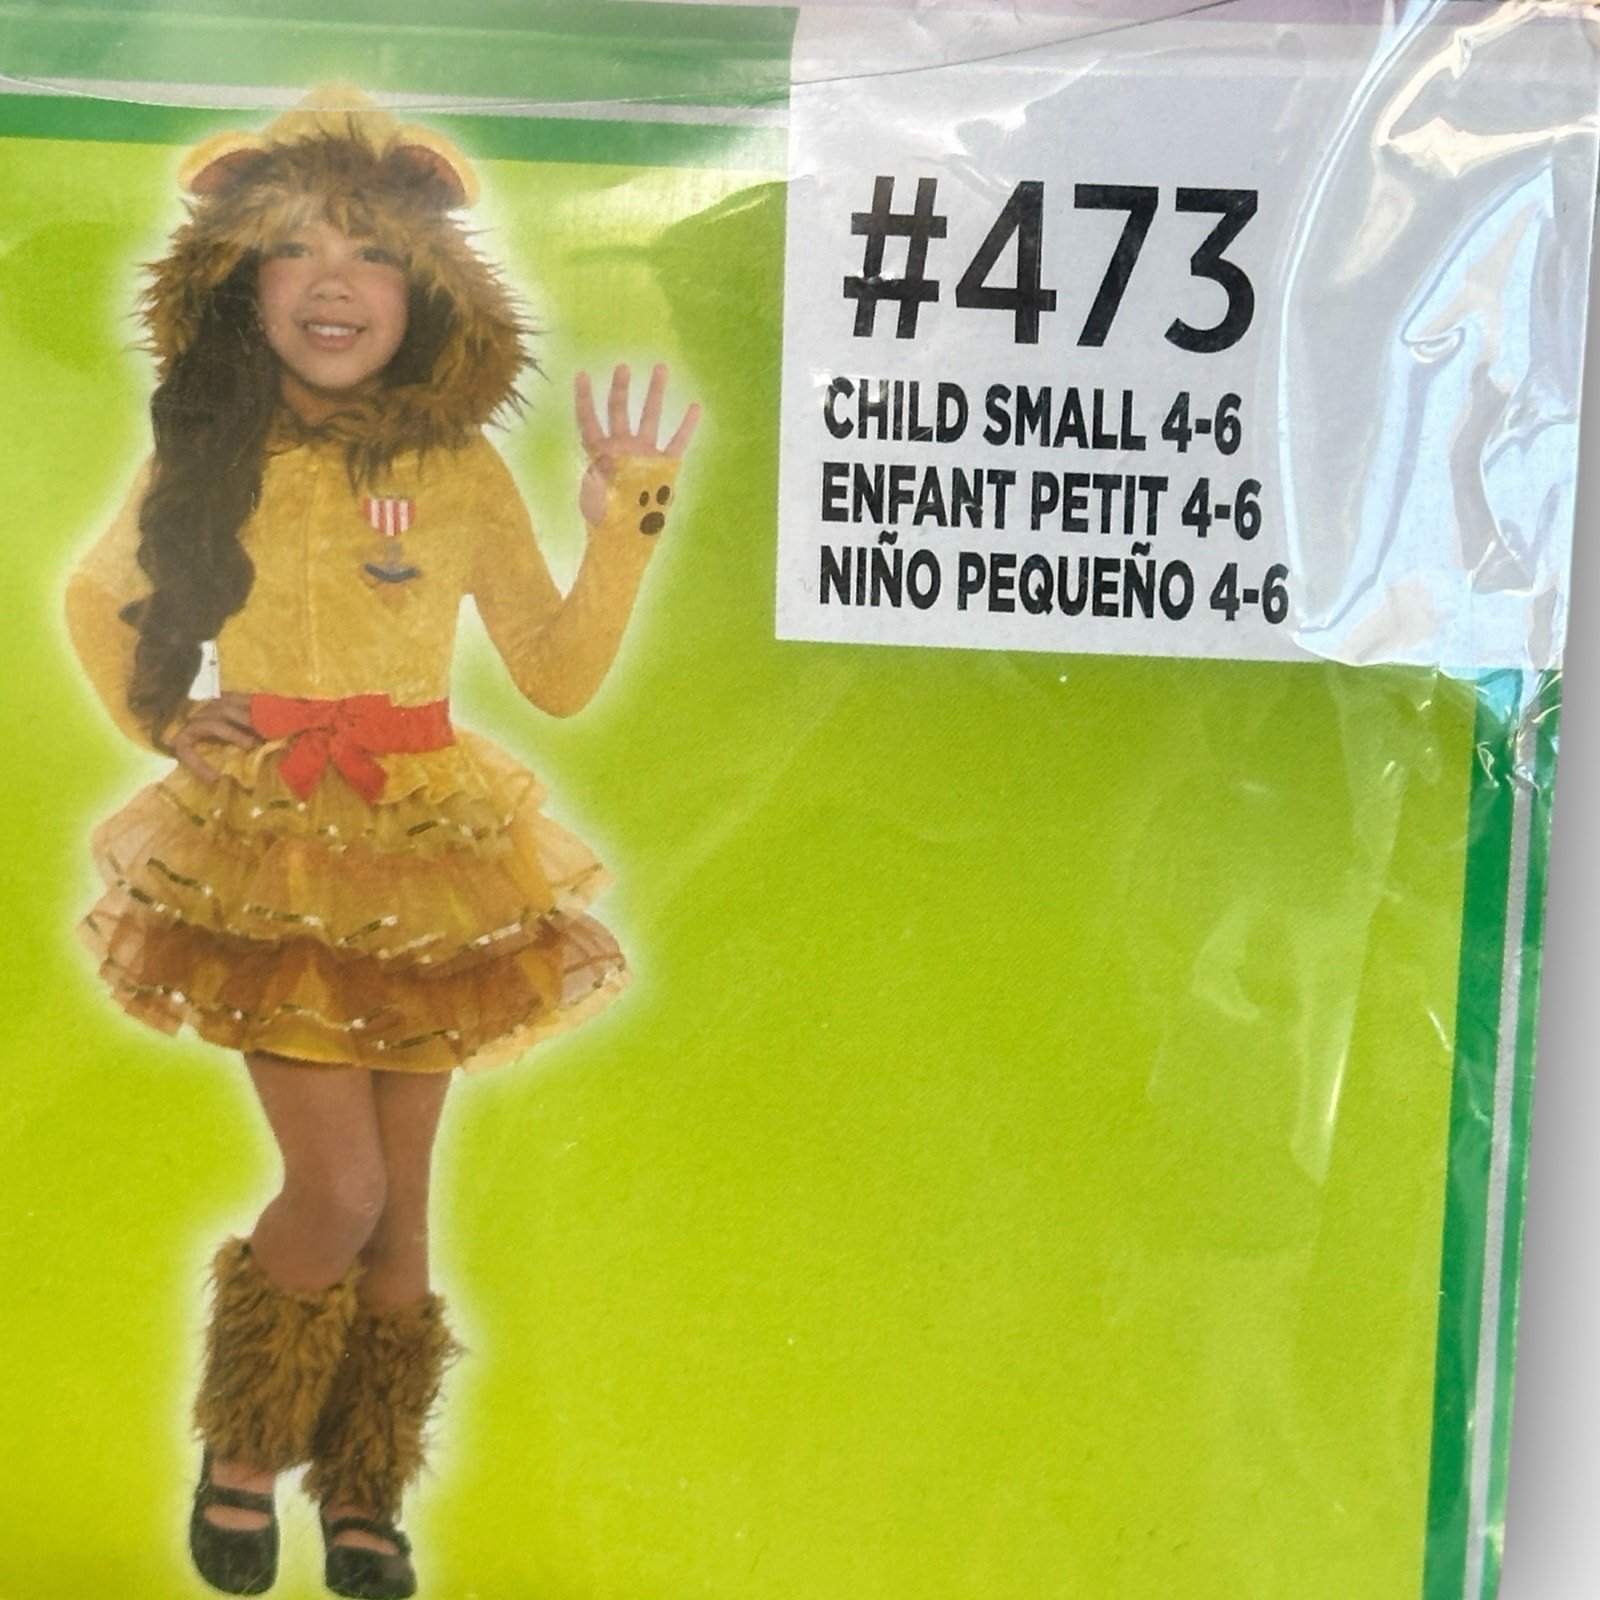 #473
CHILD SMALL 4-6
ENFANT PETIT 4-6
NIÑO PEQUEÑO 4-6